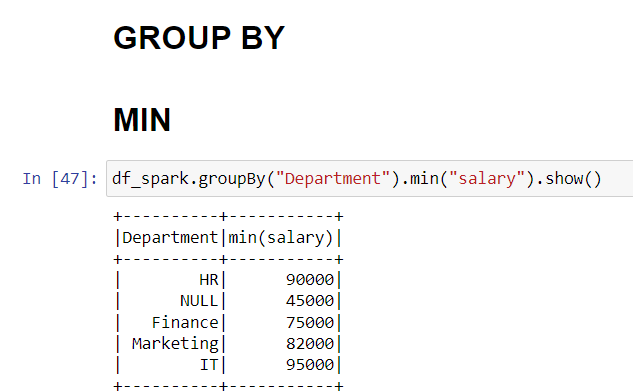 GROUP BY
MIN
In [47]: df_spark.groupBy("Department").min("salary").show()
+----------+-----------+
|Department|min(salary)|
+----------+-----------+
|        HR|      90000|
|      NULL|      45000|
|   Finance|      75000|
| Marketing|      82000|
|        IT|      95000|
+----------+-----------+